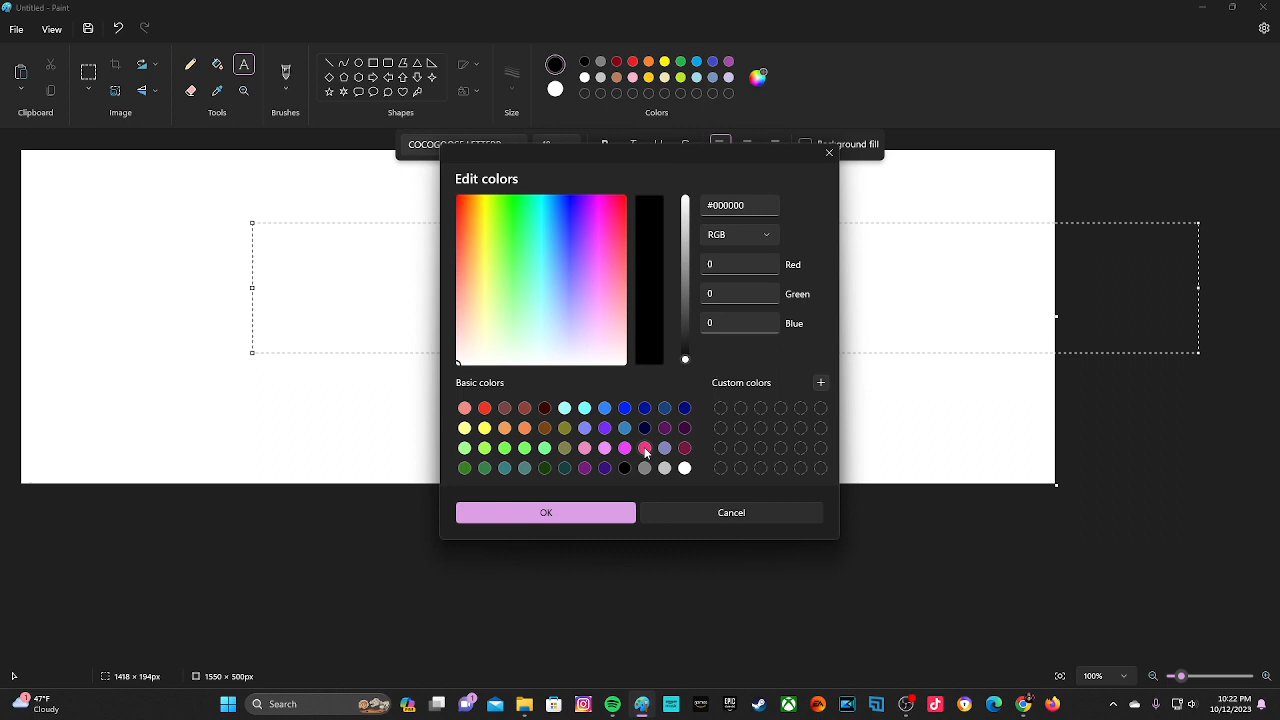 Untitled - Paint
File
View
Clipboard
Image
Tools
Brushes
Shapes
Size
Colors
A
Background fill
Edit colors
#000000
RGB
0 Red
0 Green
0 Blue
Basic colors
Custom colors
OK
Cancel
1418 × 194px
1550 × 500px
100%
1
47°F
Cloudy
Search
10:22 PM
10/12/2023